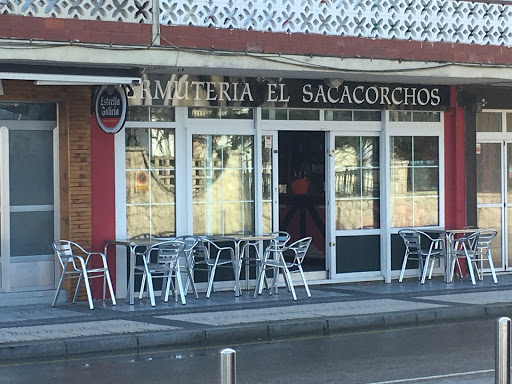 RMUTERIA EL SACACORCHOS
Estrella
Galicia